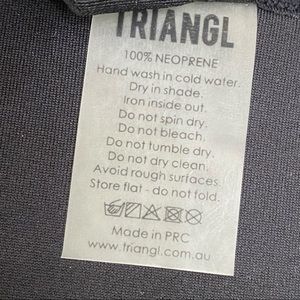 TRIANGL
100% NEOPRENE
Hand wash in cold water.
Dry in shade.
Iron inside out.
Do not spin dry.
Do not bleach.
Do not tumble dry.
Do not dry clean.
Avoid rough surfaces.
Store flat - do not fold.
Made in PRC
www.triangl.com.au